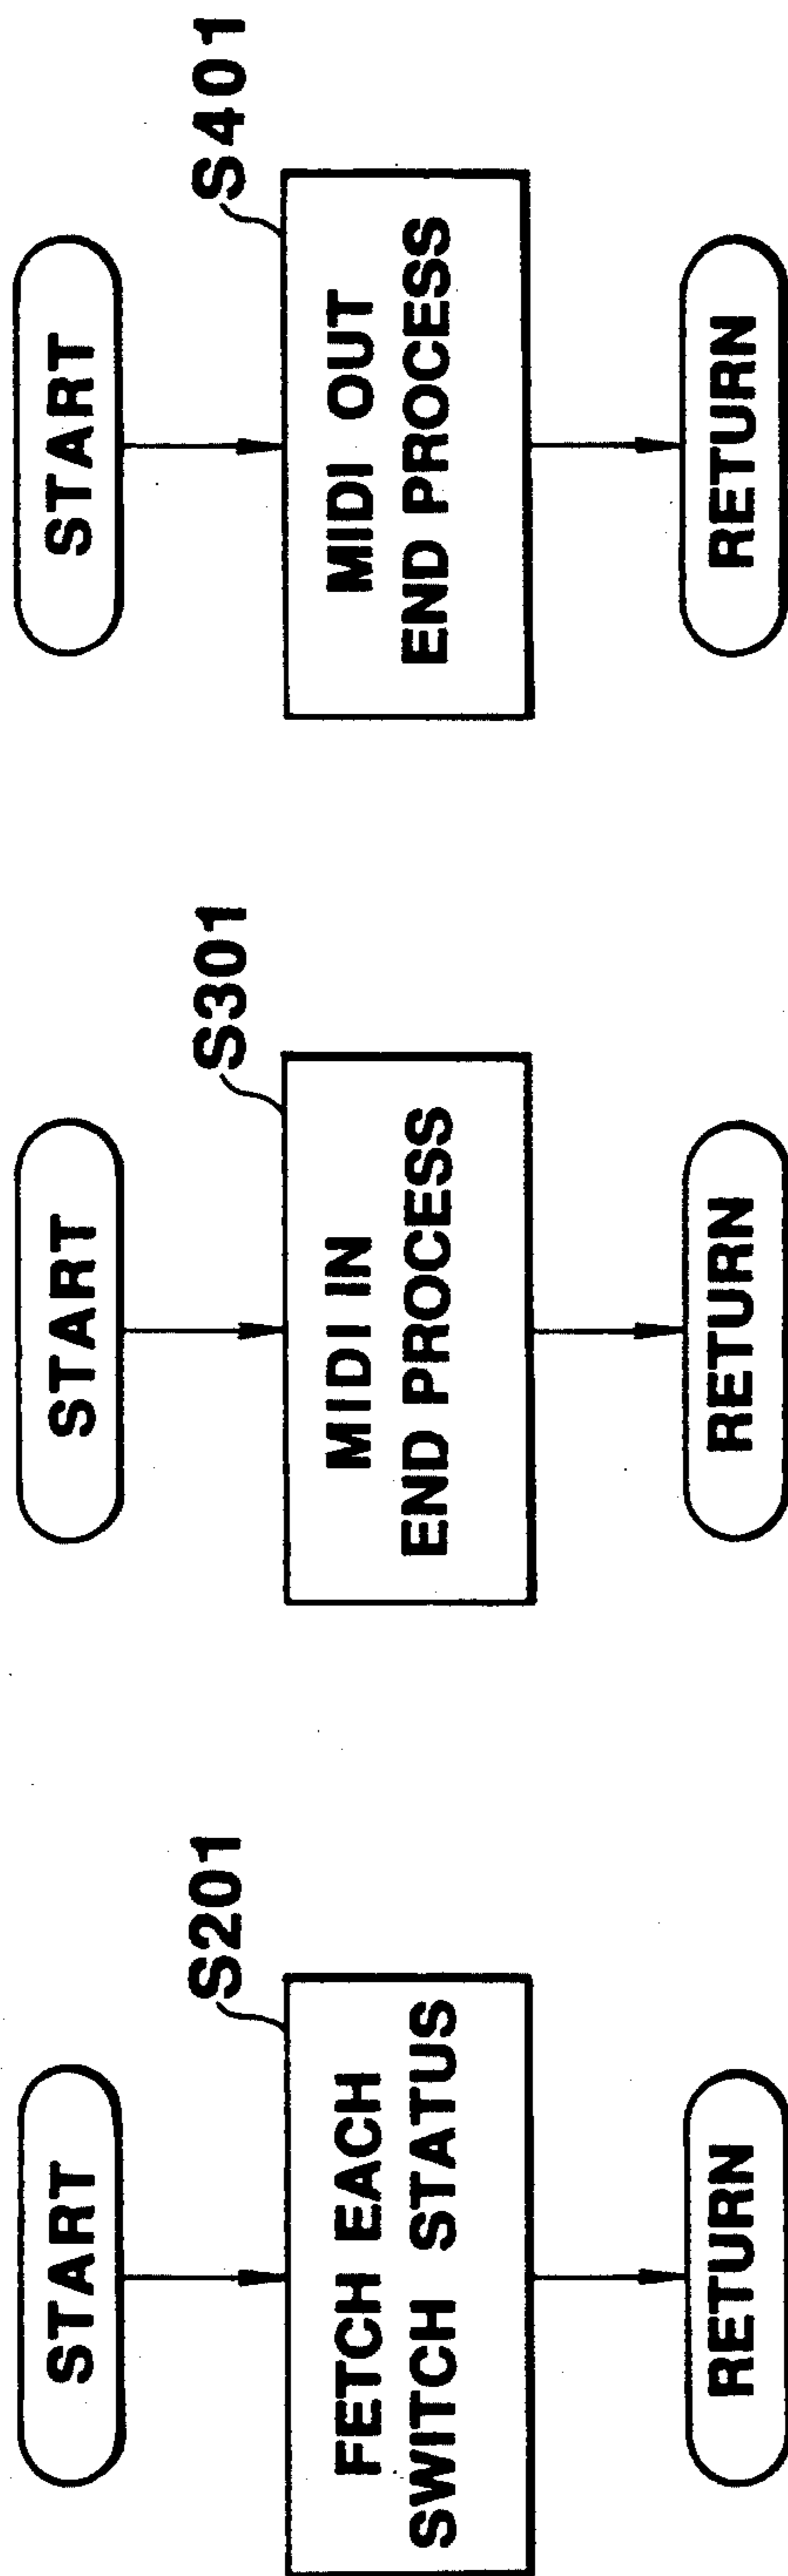 START
S201
FETCH EACH
SWITCH STATUS
RETURN
START
S301
MIDI IN
END PROCESS
RETURN
START
S401
MIDI OUT
END PROCESS
RETURN